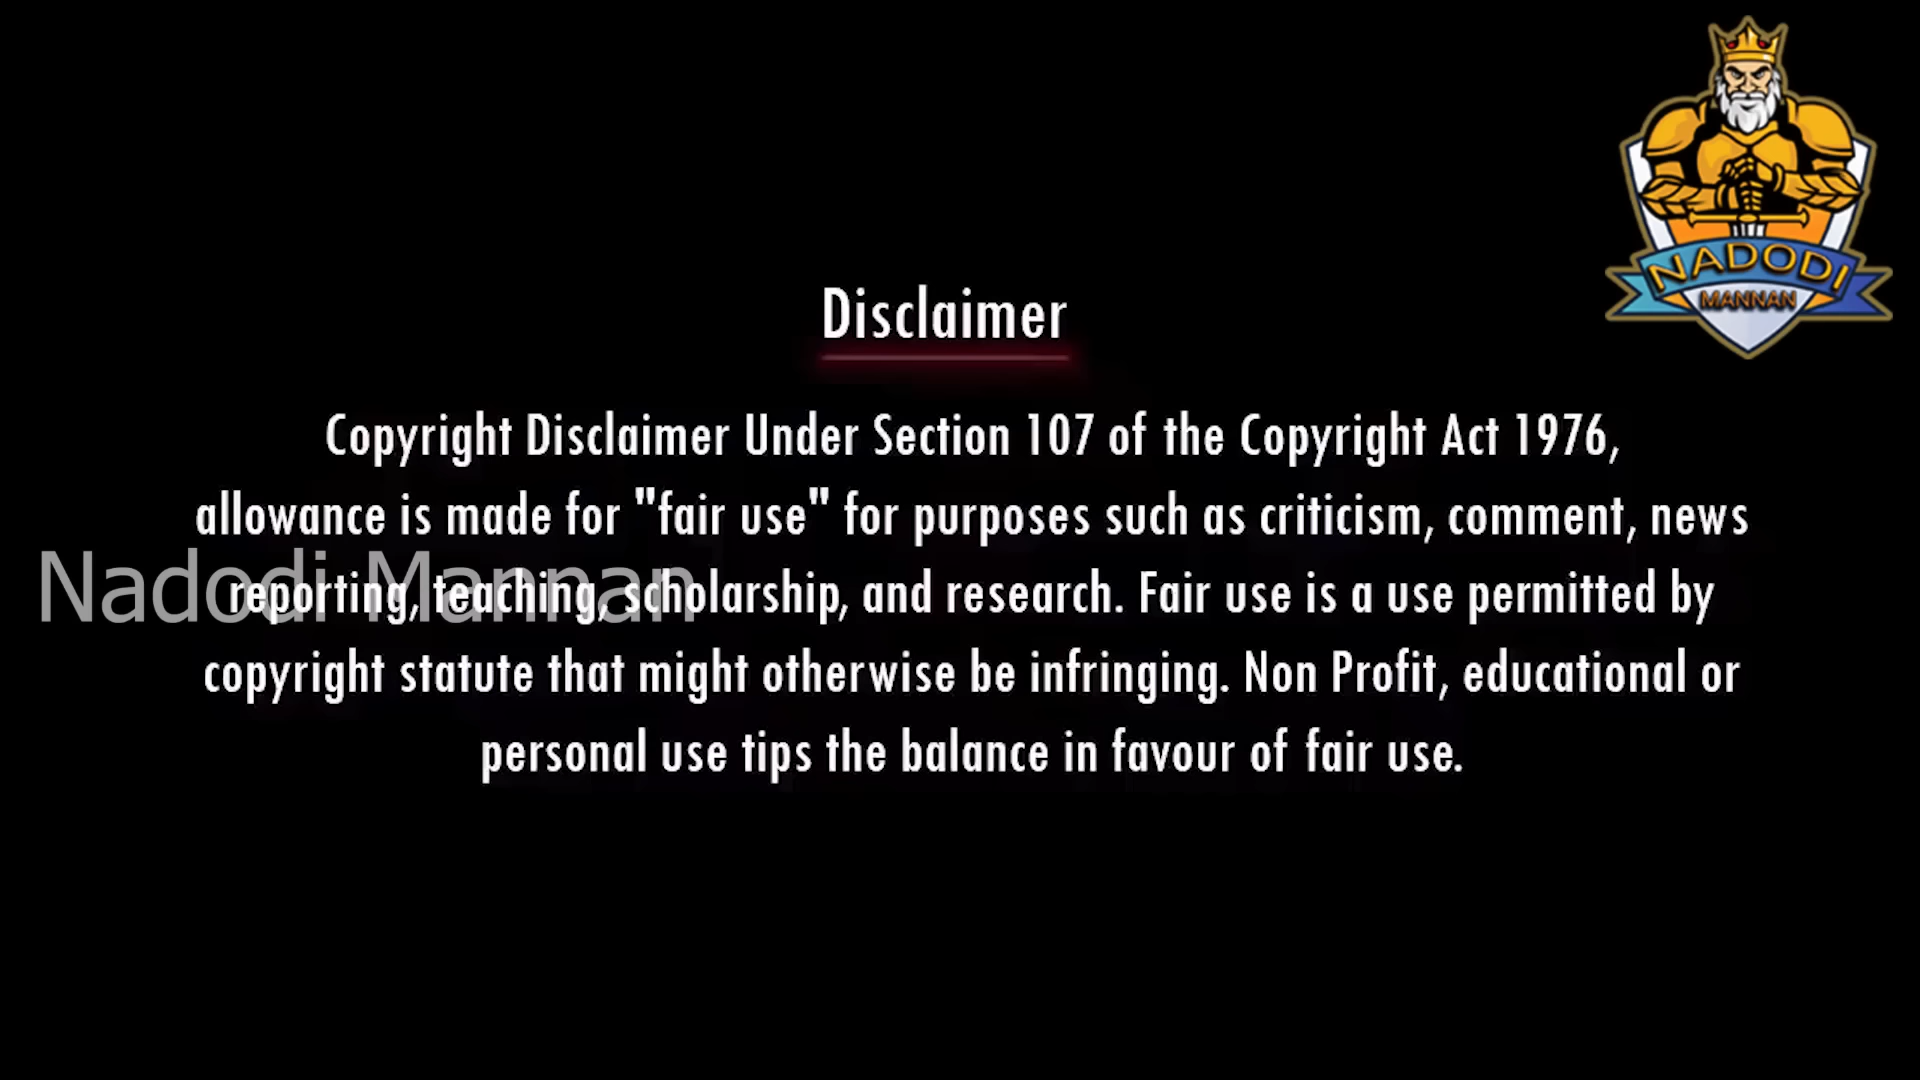 NADODI
MANNAN
Disclaimer
Copyright Disclaimer Under Section 107 of the Copyright Act 1976,
allowance is made for "fair use" for purposes such as criticism, comment, news
reporting, teaching, scholarship, and research. Fair use is a use permitted by
copyright statute that might otherwise be infringing. Non Profit, educational or
personal use tips the balance in favour of fair use.
Nadodi Mannan